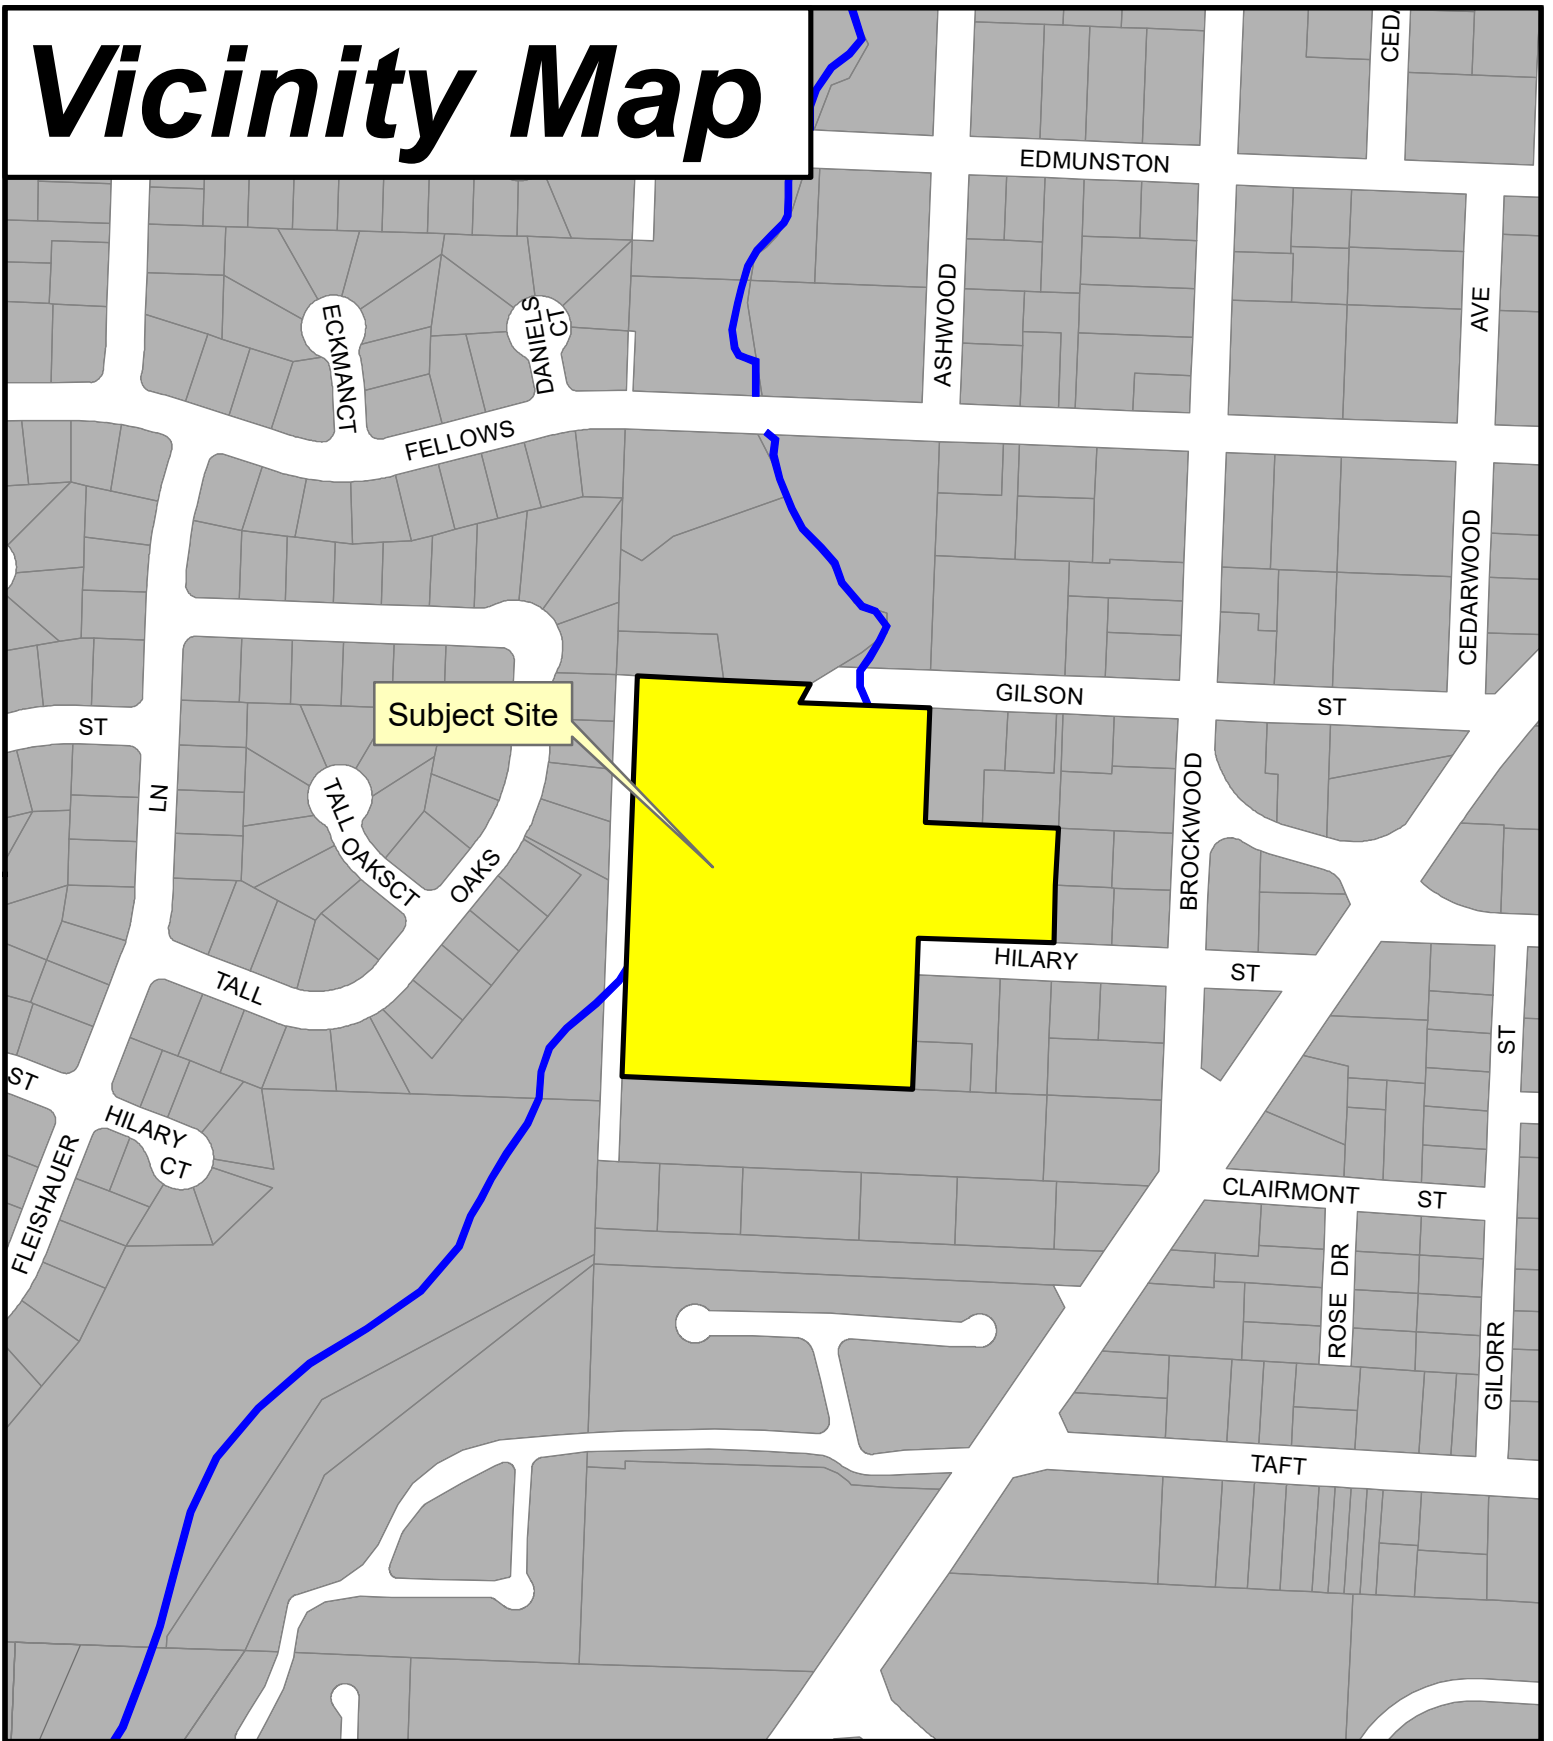 Vicinity Map
CEDA
EDMUNSTON
ASHWOOD
AVE
ECKMANCT
DANIELS
CT
FELLOWS
CEDARWOOD
GILSON
ST
Subject Site
ST
LN
TALL
OAKSCT
OAKS
BROCKWOOD
HILARY
ST
TALL
ST
ST
HILARY
CT
FLEISHAUER
CLAIRMONT
ST
ROSE DR
GILORR
TAFT